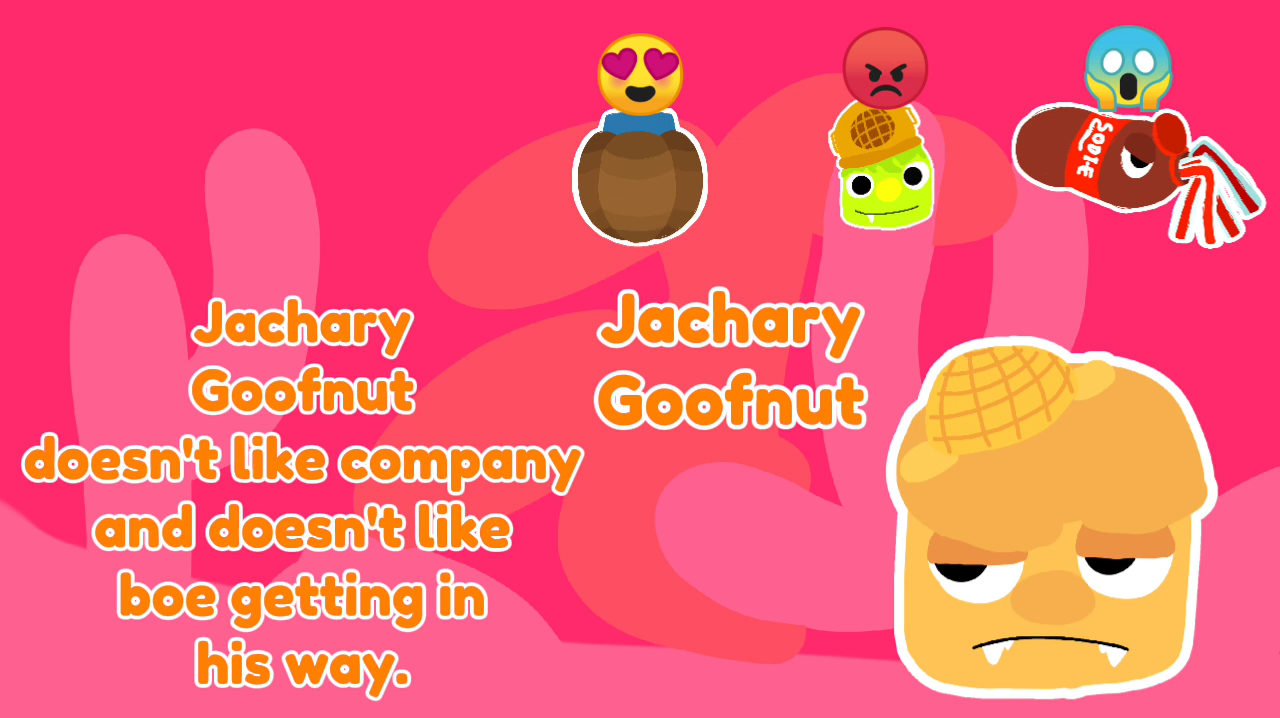 SODIE
Jachary
Goofnut
Jachary
Goofnut
doesn't like company
and doesn't like
boe getting in
his way.